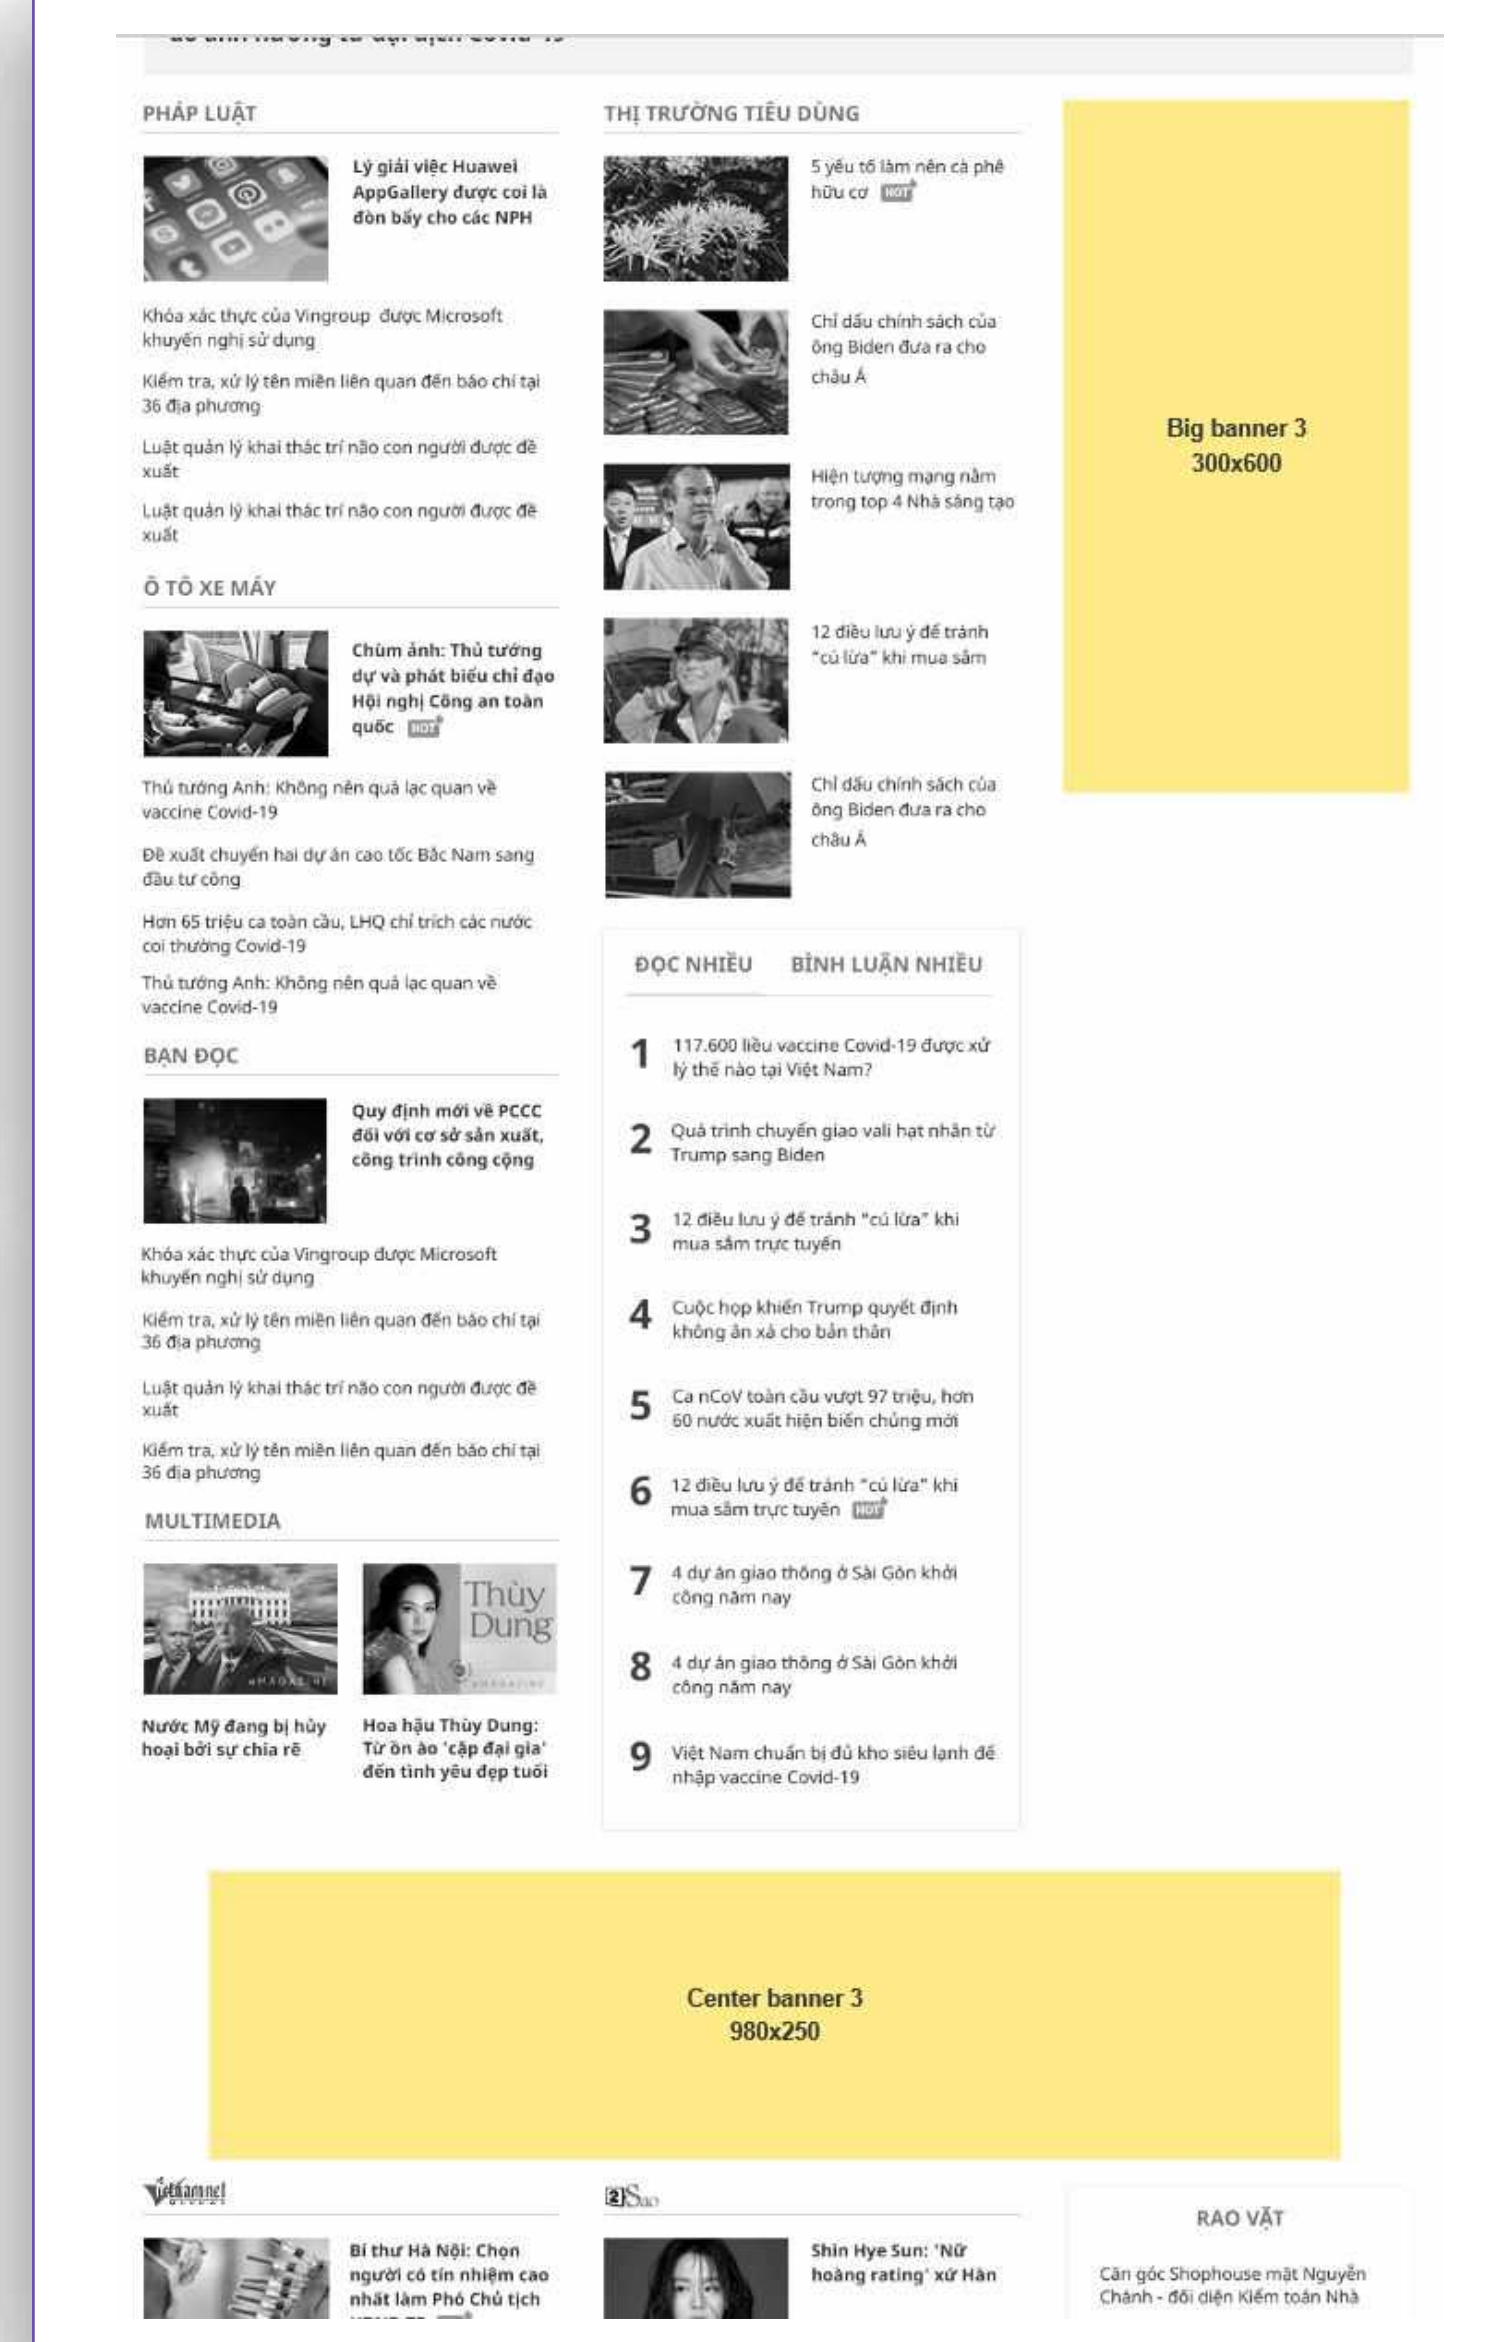 do ảnh hưởng từ đại dịch Covid-19
PHÁP LUẬT
Lý giải việc Huawei
AppGallery được coi là
đòn bẩy cho các NPH
Khóa xác thực của Vingroup được Microsoft
khuyến nghị sử dụng
Kiểm tra, xử lý tên miền liên quan đến báo chí tại
36 địa phương
Luật quản lý khai thác trí não con người được đề
xuất
Luật quản lý khai thác trí não con người được đề
xuất
Ô TÔ XE MÁY
Chùm ảnh: Thủ tướng
dự và phát biểu chỉ đạo
Hội nghị Công an toàn
quốc HOT
Thủ tướng Anh: Không nên quá lạc quan về
vaccine Covid-19
Đề xuất chuyển hai dự án cao tốc Bắc Nam sang
đầu tư công
Hơn 65 triệu ca toàn cầu, LHQ chỉ trích các nước
coi thường Covid-19
Thủ tướng Anh: Không nên quá lạc quan về
vaccine Covid-19
BẠN ĐỌC
Quy định mới về PCCC
đối với cơ sở sản xuất,
công trình công cộng
Khóa xác thực của Vingroup được Microsoft
khuyến nghị sử dụng
Kiểm tra, xử lý tên miền liên quan đến báo chí tại
36 địa phương
Luật quản lý khai thác trí não con người được đề
xuất
Kiểm tra, xử lý tên miền liên quan đến báo chí tại
36 địa phương
MULTIMEDIA
eMAGAZINE
Thùy
Dung
eMAGAZINE
Nước Mỹ đang bị hủy
hoại bởi sự chia rẽ
Hoa hậu Thùy Dung:
Từ ồn ào 'cặp đại gia'
đến tình yêu đẹp tuổi
THỊ TRƯỜNG TIÊU DÙNG
5 yếu tố làm nên cà phê
hữu cơ HOT
Chỉ dấu chính sách của
ông Biden đưa ra cho
châu Á
Hiện tượng mạng nằm
trong top 4 Nhà sáng tạo
12 điều lưu ý để tránh
“cú lừa” khi mua sắm
Chỉ dấu chính sách của
ông Biden đưa ra cho
châu Á
ĐỌC NHIỀU BÌNH LUẬN NHIỀU
1 117.600 liều vaccine Covid-19 được xử
lý thế nào tại Việt Nam?
2 Quá trình chuyển giao vali hạt nhân từ
Trump sang Biden
3 12 điều lưu ý để tránh “cú lừa” khi
mua sắm trực tuyến
4 Cuộc họp khiến Trump quyết định
không ân xá cho bản thân
5 Ca nCoV toàn cầu vượt 97 triệu, hơn
60 nước xuất hiện biến chủng mới
6 12 điều lưu ý để tránh “cú lừa” khi
mua sắm trực tuyến HOT
7 4 dự án giao thông ở Sài Gòn khởi
công năm nay
8 4 dự án giao thông ở Sài Gòn khởi
công năm nay
9 Việt Nam chuẩn bị đủ kho siêu lạnh để
nhập vaccine Covid-19
Big banner 3
300x600
Center banner 3
980x250
Vietnamnet
Bí thư Hà Nội: Chọn
người có tín nhiệm cao
nhất làm Phó Chủ tịch
2!Sao
Shin Hye Sun: 'Nữ
hoàng rating' xứ Hàn
RAO VẶT
Căn góc Shophouse mặt Nguyễn
Chánh - đối diện Kiểm toán Nhà